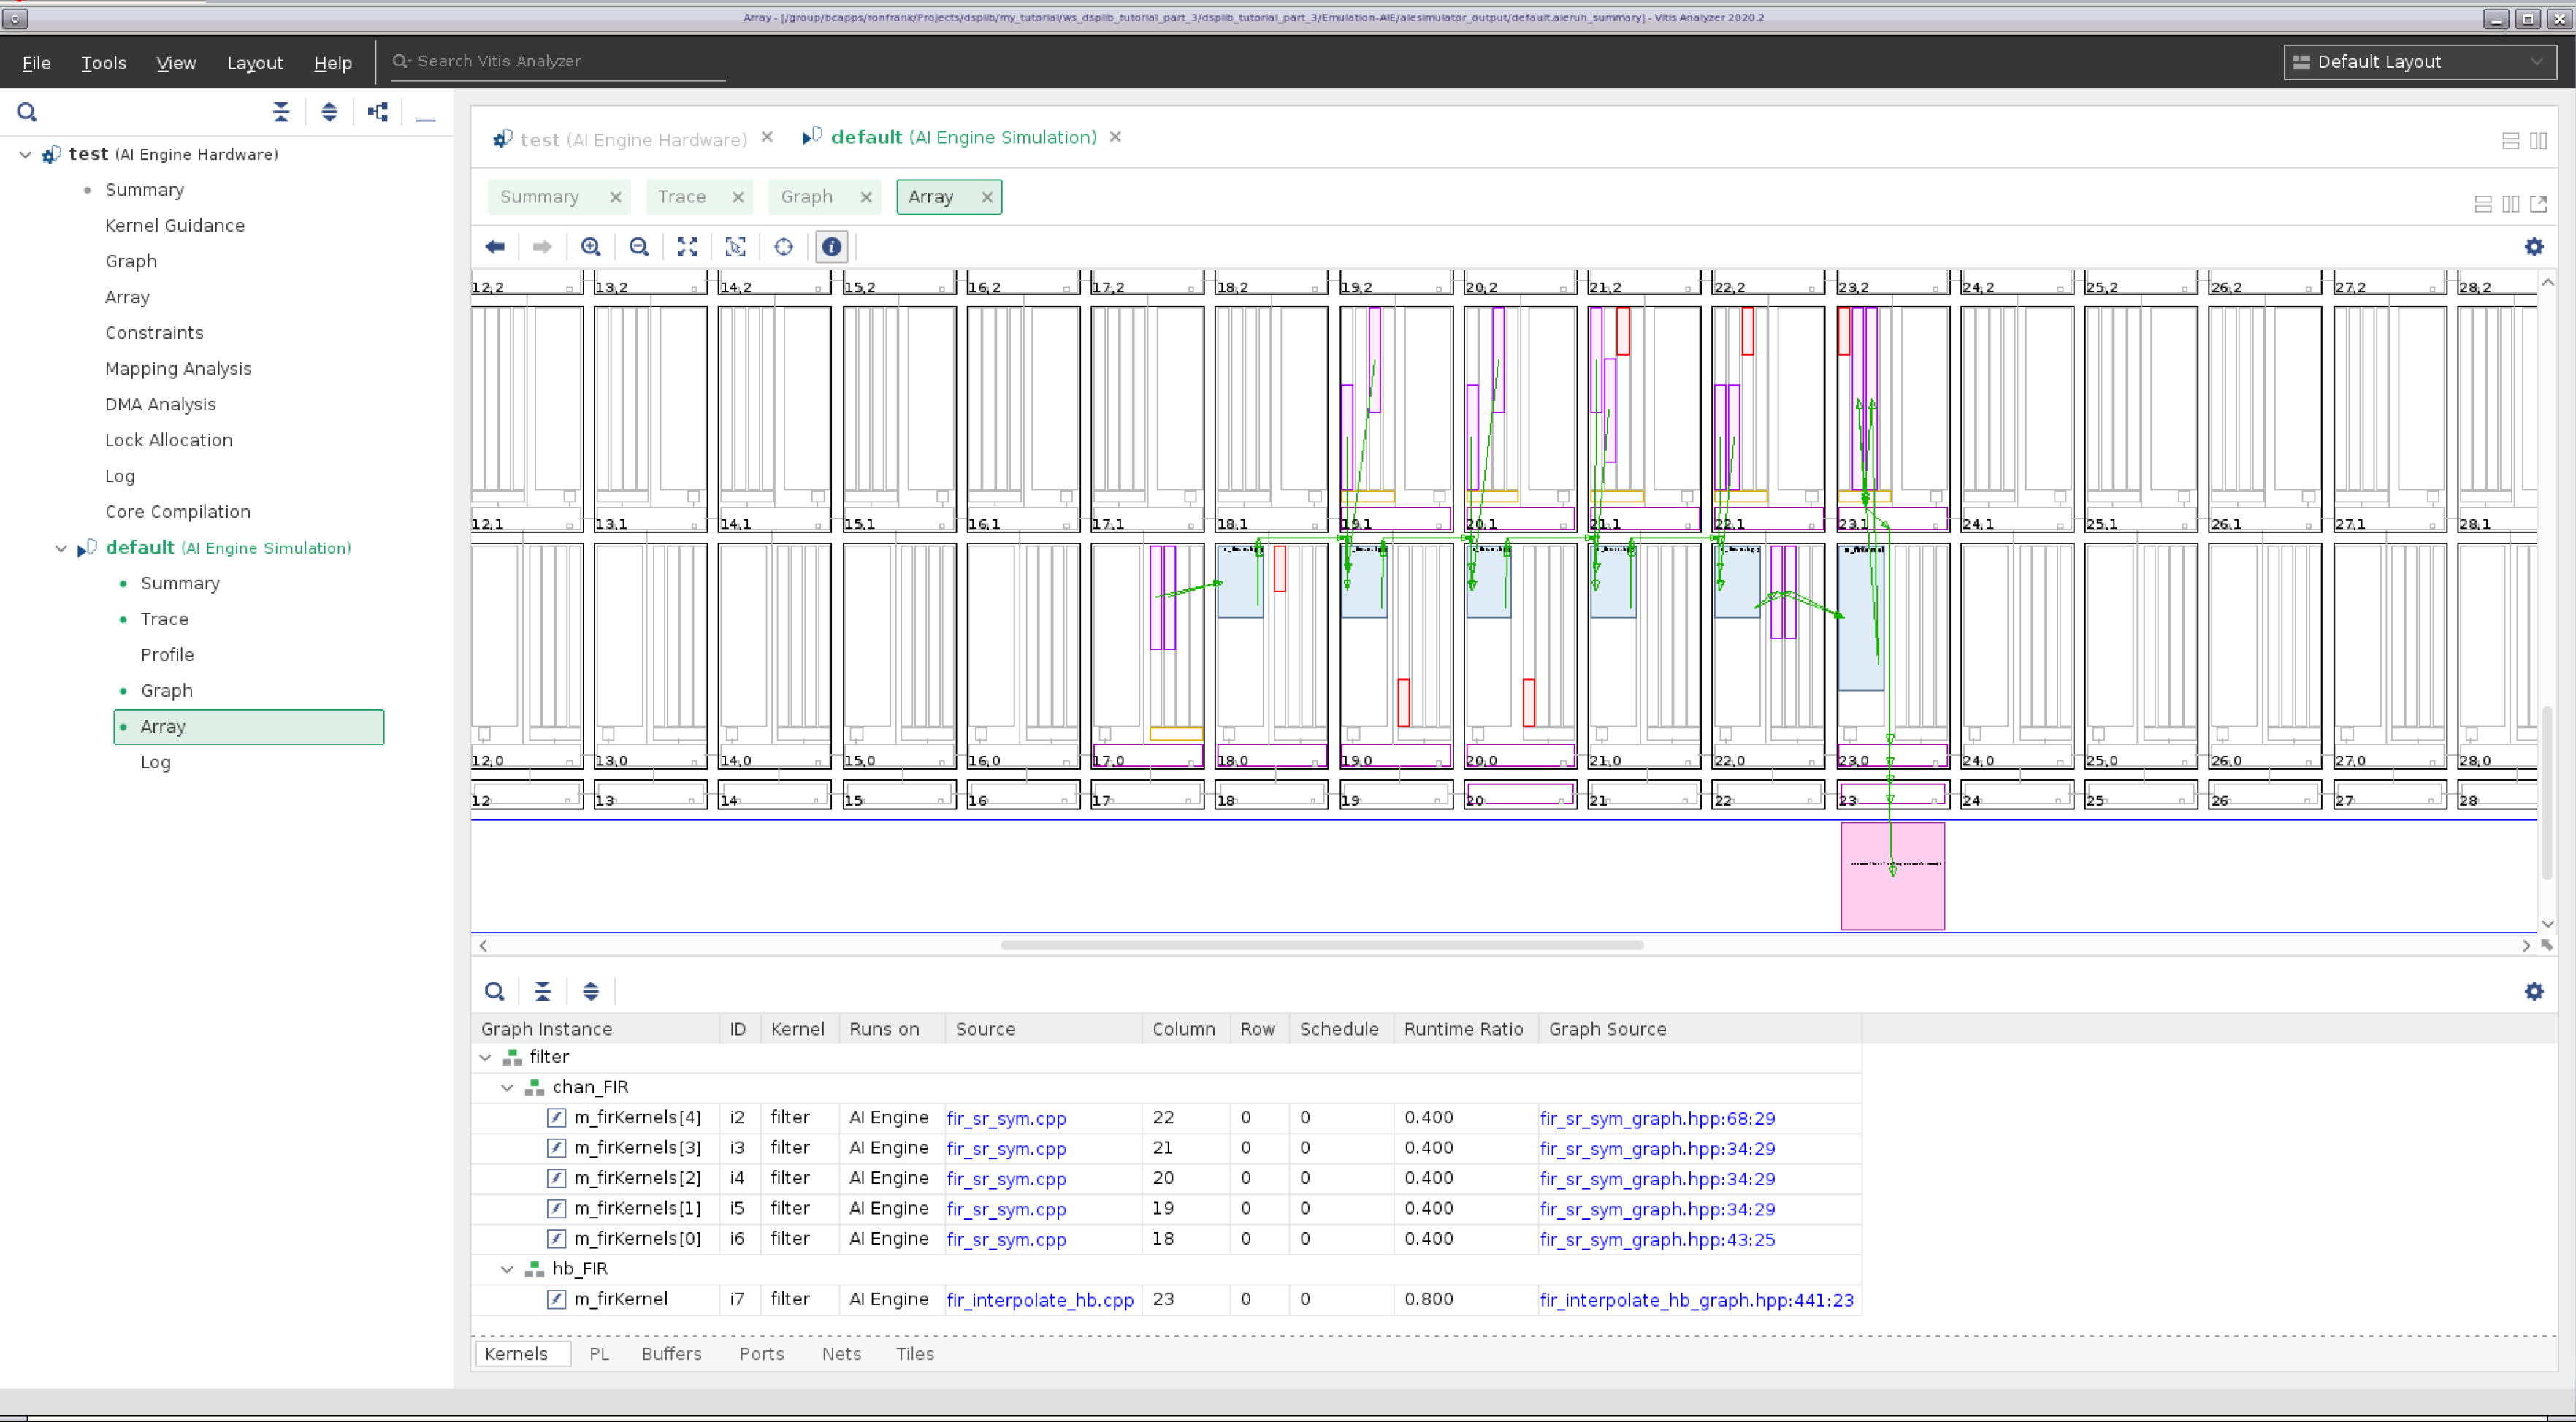 Array - [/group/bcapps/ronfrank/Projects/dsplib/my_tutorial/ws_dsplib_tutorial_part_3/dsplib_tutorial_part_3/Emulation-AIE/aiesimulator_output/default.aierun_summary] - Vitis Analyzer 2020.2
File Tools View Layout Help Search Vitis Analyzer Default Layout
test (AI Engine Hardware)
Summary
Kernel Guidance
Graph
Array
Constraints
Mapping Analysis
DMA Analysis
Lock Allocation
Log
Core Compilation
default (AI Engine Simulation)
Summary
Trace
Profile
Graph
Array
Log
test (AI Engine Hardware) default (AI Engine Simulation)
Summary Trace Graph Array
12,2 13,2 14,2 15,2 16,2 17,2 18,2 19,2 20,2 21,2 22,2 23,2 24,2 25,2 26,2 27,2 28,2
12,1 13,1 14,1 15,1 16,1 17,1 18,1 19,1 20,1 21,1 22,1 23,1 24,1 25,1 26,1 27,1 28,1
12,0 13,0 14,0 15,0 16,0 17,0 18,0 19,0 20,0 21,0 22,0 23,0 24,0 25,0 26,0 27,0 28,0
12 13 14 15 16 17 18 19 20 21 22 23 24 25 26 27 28
Graph Instance ID Kernel Runs on Source Column Row Schedule Runtime Ratio Graph Source
filter
chan_FIR
m_firKernels[4] i2 filter AI Engine fir_sr_sym.cpp 22 0 0 0.400 fir_sr_sym_graph.hpp:68:29
m_firKernels[3] i3 filter AI Engine fir_sr_sym.cpp 21 0 0 0.400 fir_sr_sym_graph.hpp:34:29
m_firKernels[2] i4 filter AI Engine fir_sr_sym.cpp 20 0 0 0.400 fir_sr_sym_graph.hpp:34:29
m_firKernels[1] i5 filter AI Engine fir_sr_sym.cpp 19 0 0 0.400 fir_sr_sym_graph.hpp:34:29
m_firKernels[0] i6 filter AI Engine fir_sr_sym.cpp 18 0 0 0.400 fir_sr_sym_graph.hpp:43:25
hb_FIR
m_firKernel i7 filter AI Engine fir_interpolate_hb.cpp 23 0 0 0.800 fir_interpolate_hb_graph.hpp:441:23
Kernels PL Buffers Ports Nets Tiles